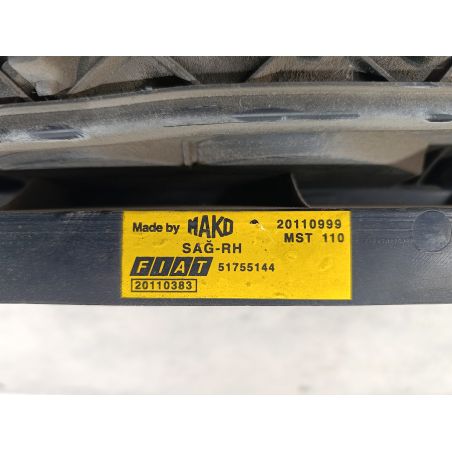 Made by MAKO 20110999
SAĞ-RH MST 110
FIAT 51755144
20110383